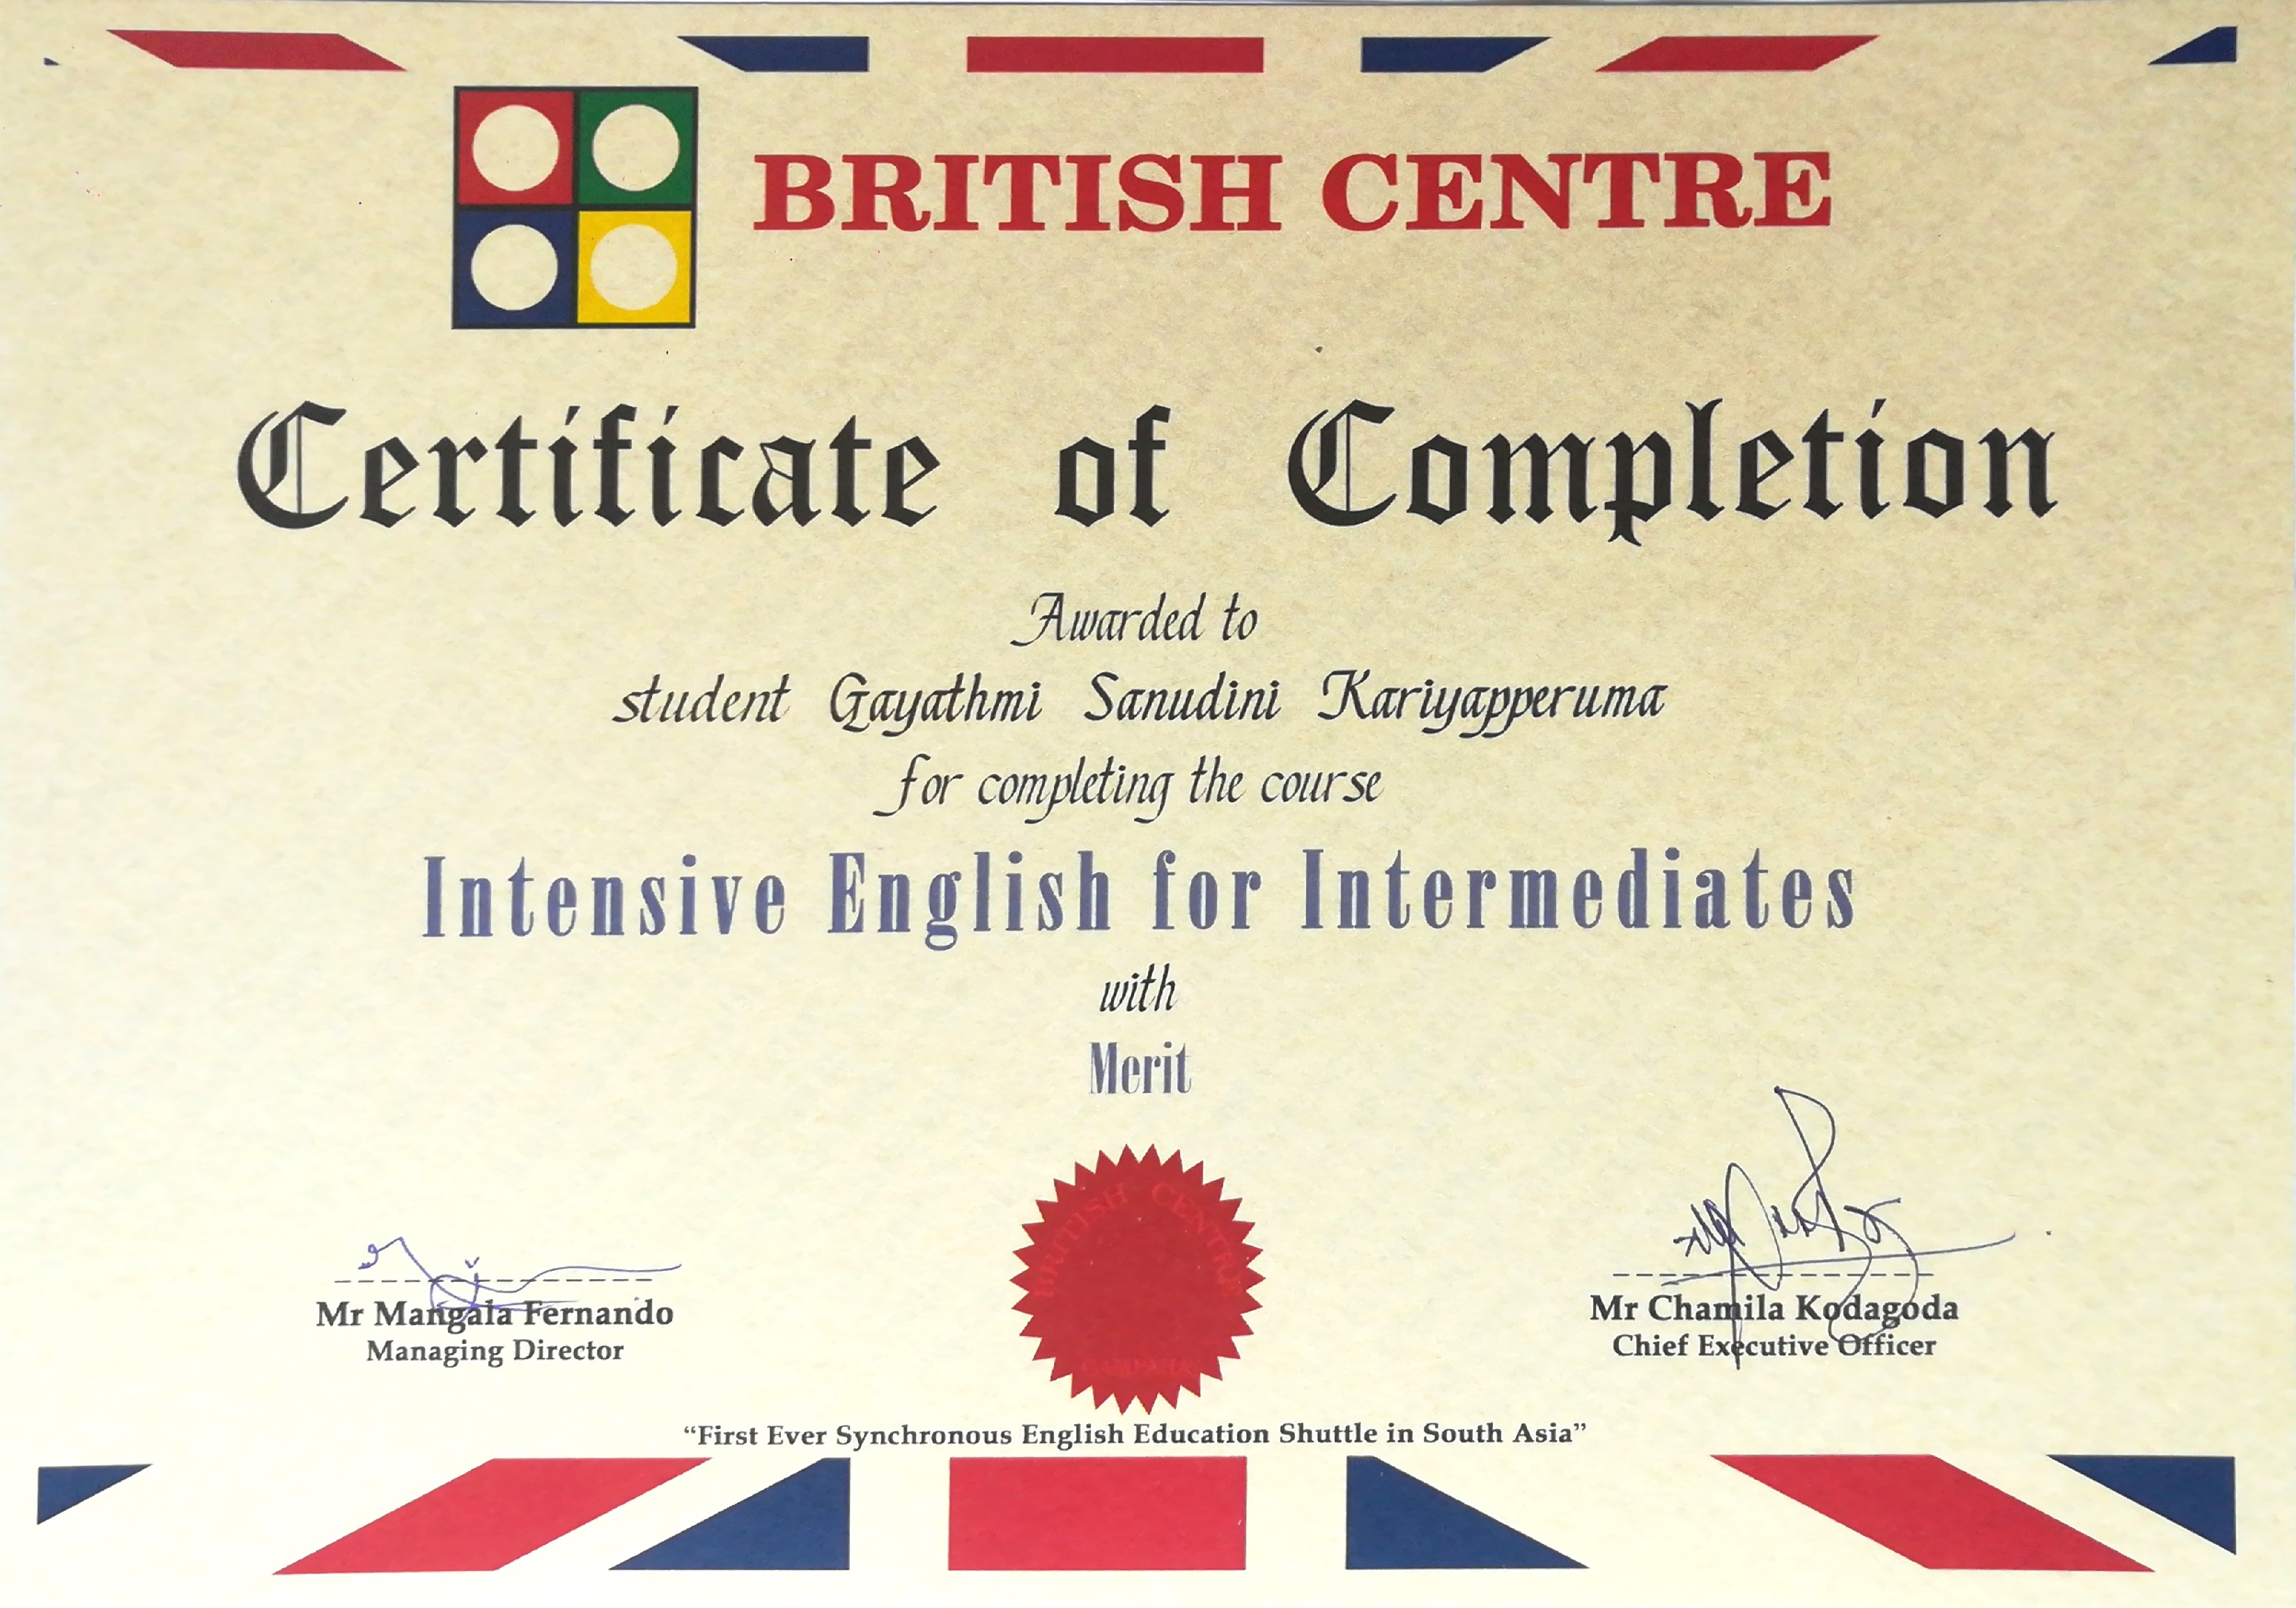 BRITISH CENTRE
Certificate of Completion
Awarded to
student Gayathmi Sanudini Kariyapperuma
for completing the course
Intensive English for Intermediates
with
Merit
BRITISH CENTRE
Mr Mangala Fernando
Managing Director
Mr Chamila Kodagoda
Chief Executive Officer
“First Ever Synchronous English Education Shuttle in South Asia”